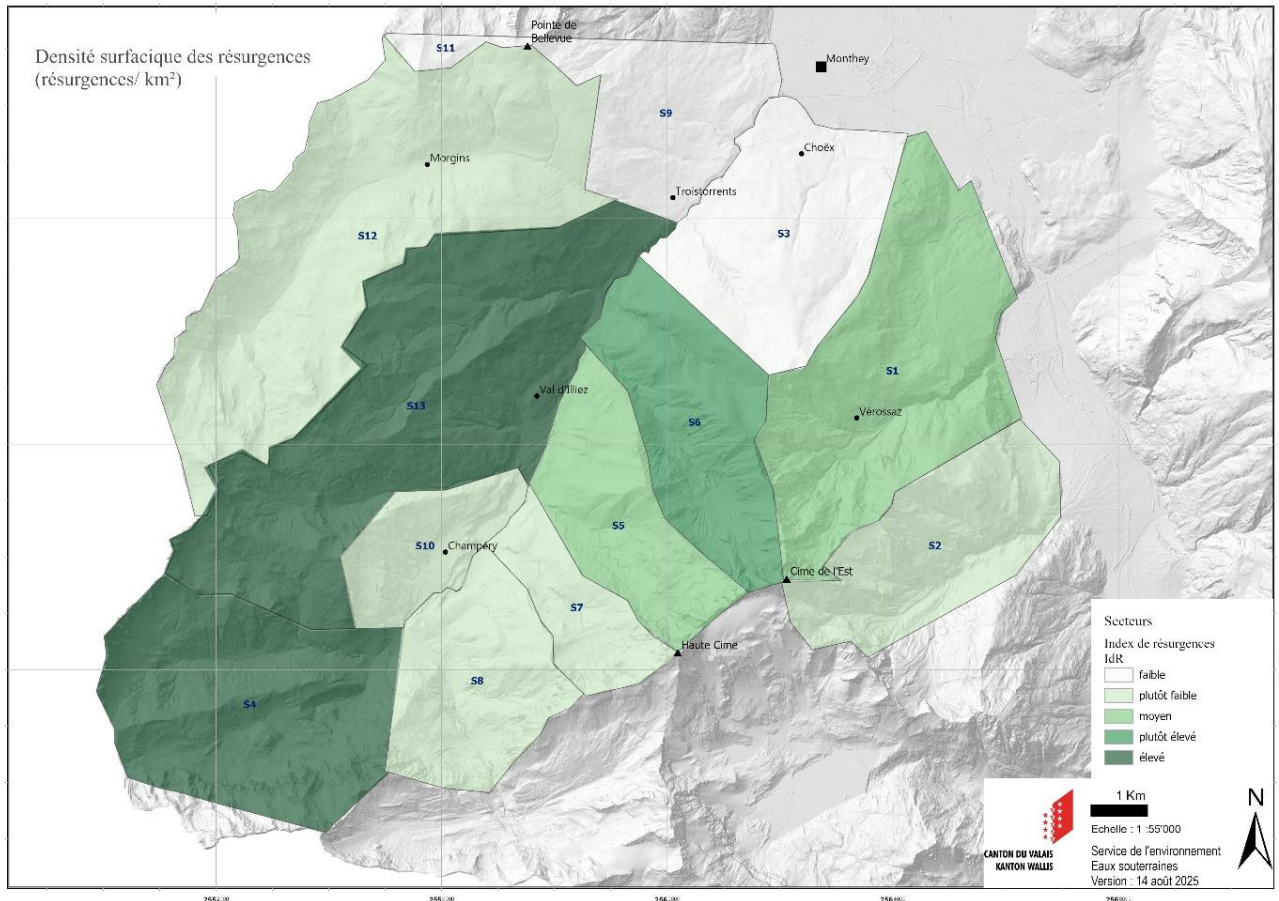 Densité surfacique des résurgences
(résurgences/ km²)
Pointe de
Bellevue
S11
Monthey
S9
Choëx
Morgins
Troistorrents
S12
S3
S1
Val d'Illiez
S13
Vérossaz
S6
S5
S10
Champéry
S2
Cime de l'Est
S7
Haute Cime
S8
S4
Secteurs
Index de résurgences
IdR
faible
plutôt faible
moyen
plutôt élevé
élevé
1 Km
N
Echelle : 1 :55'000
CANTON DU VALAIS
KANTON WALLIS
Service de l'environnement
Eaux souterraines
Version : 14 août 2025